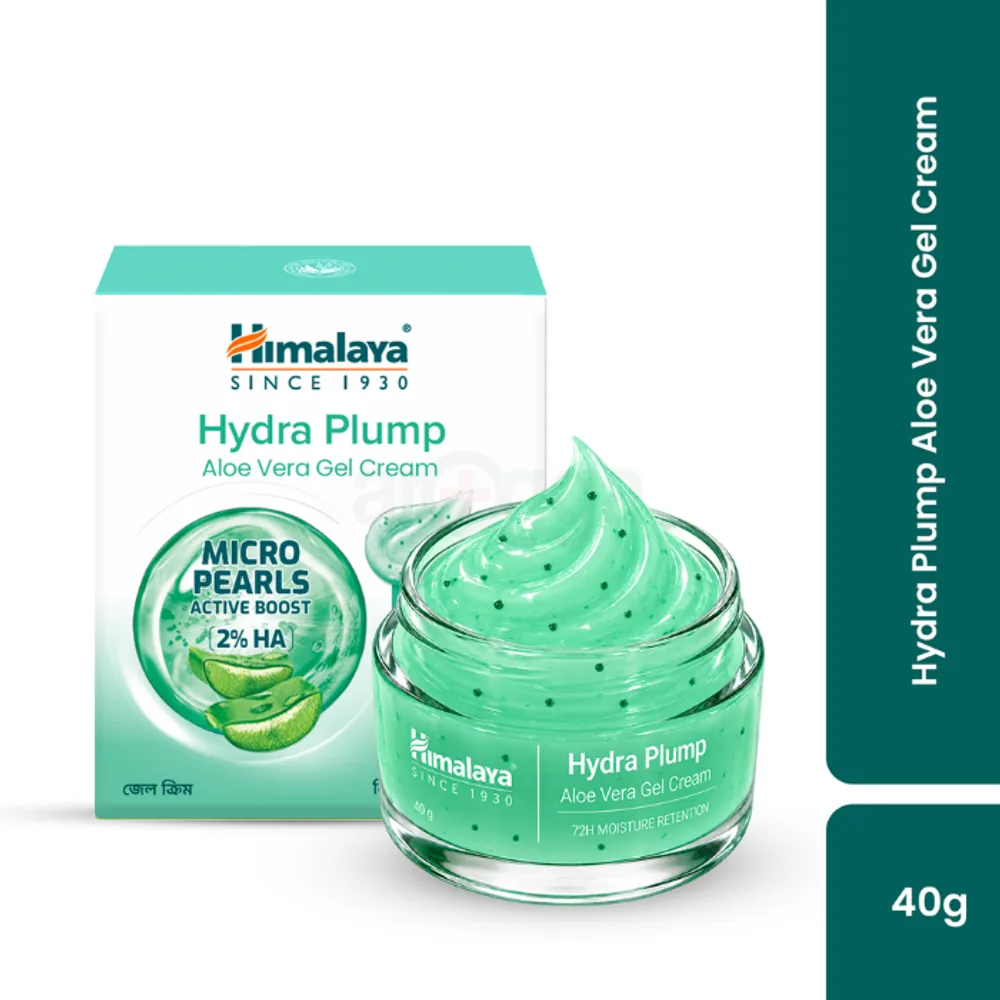 Himalaya
SINCE 1930
Hydra Plump
Aloe Vera Gel Cream
MICRO
PEARLS
ACTIVE BOOST
2% HA
জেল ক্রিম
Himalaya
SINCE 1930
40 g
Hydra Plump
Aloe Vera Gel Cream
72H MOISTURE RETENTION
Hydra Plump Aloe Vera Gel Cream
40g